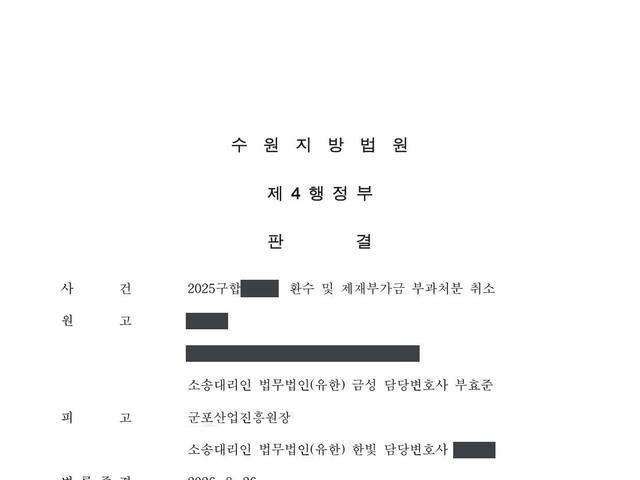 수 원 지 방 법 원
제 4 행 정 부
판 결
사 건 2025구합 환수 및 제재부가금 부과처분 취소
원 고
소송대리인 법무법인(유한) 금성 담당변호사 부효준
피 고 군포산업진흥원장
소송대리인 법무법인(유한) 한빛 담당변호사